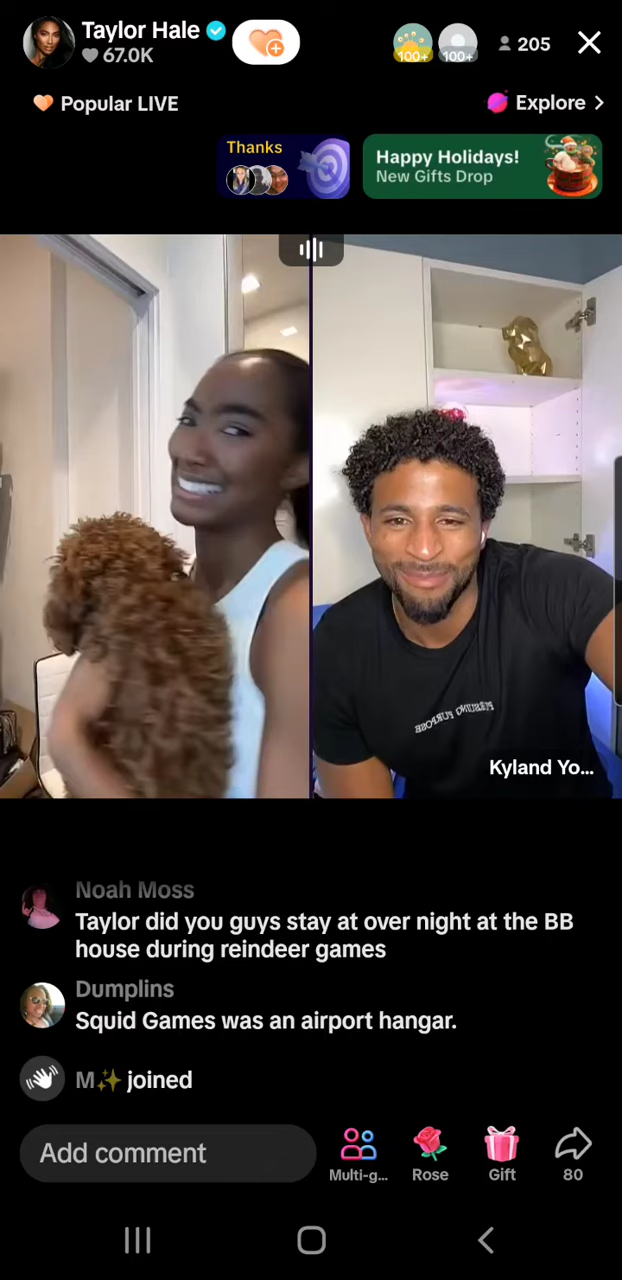 Taylor Hale
67.0K
100+
100+
205
Popular LIVE
Explore
Thanks
Happy Holidays!
New Gifts Drop
Kyland Yo...
Noah Moss
Taylor did you guys stay at over night at the BB
house during reindeer games
Dumplins
Squid Games was an airport hangar.
M✨ joined
Add comment
Multi-g...
Rose
Gift
80